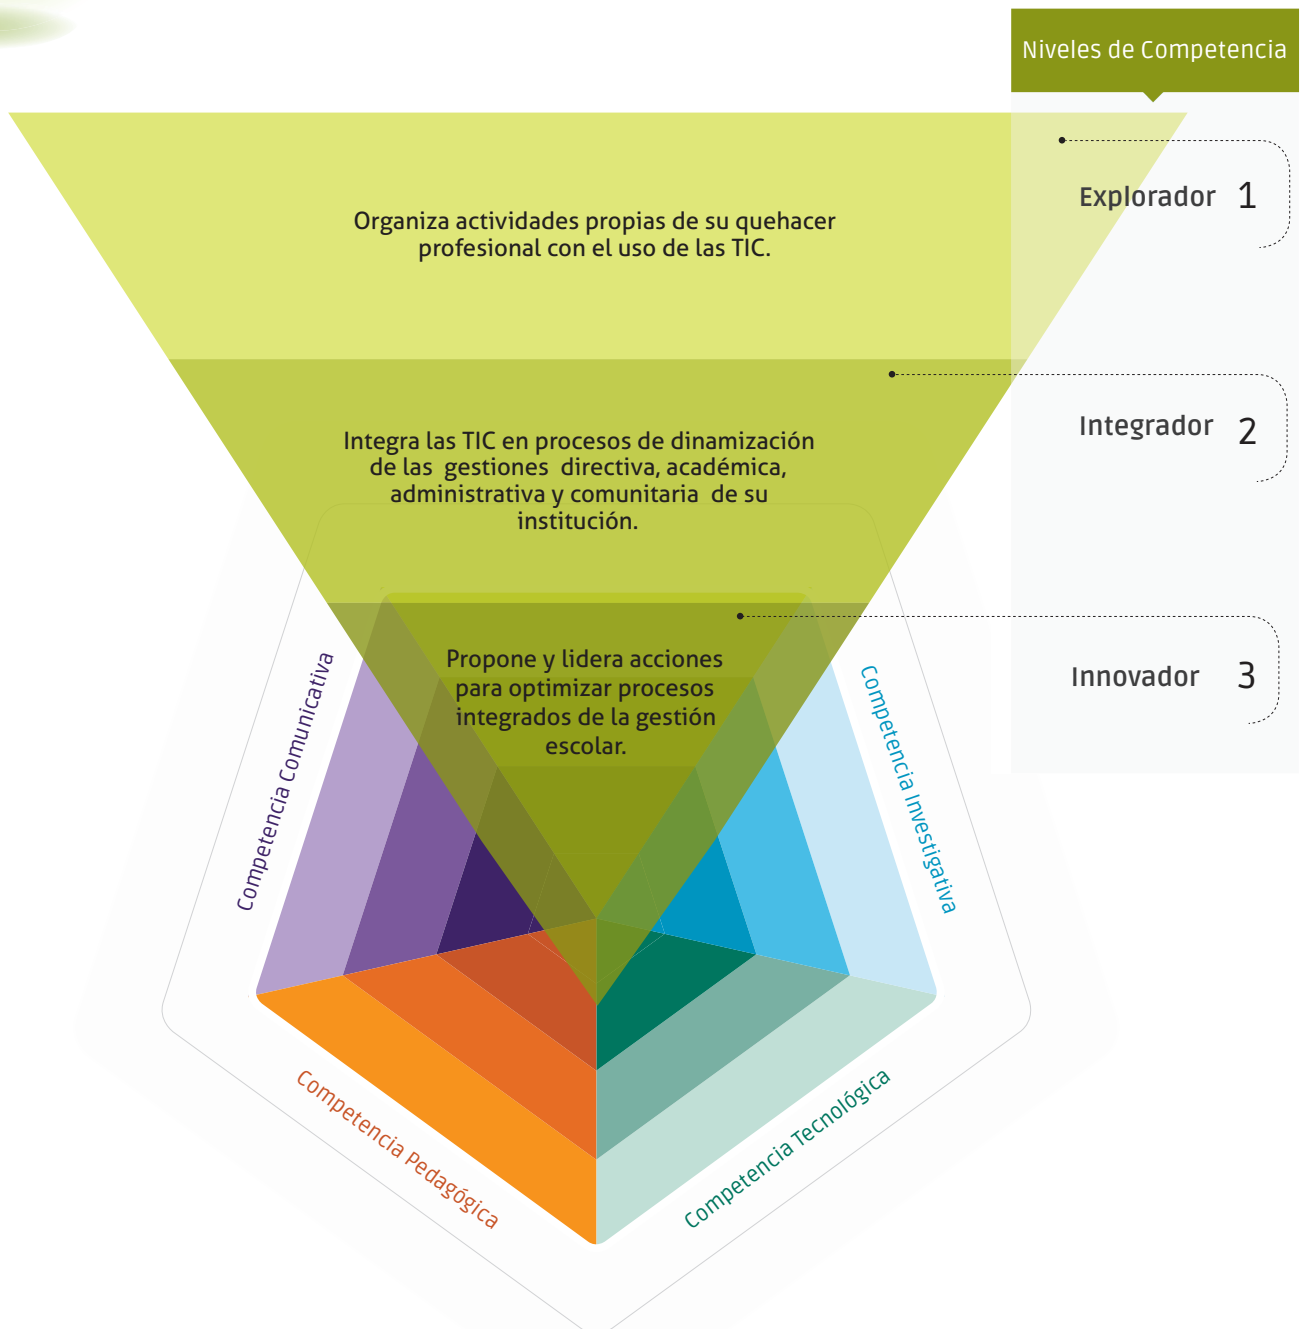 Niveles de Competencia
Organiza actividades propias de su quehacer
profesional con el uso de las TIC.
Explorador 1
Integra las TIC en procesos de dinamización
de las gestiones directiva, académica,
administrativa y comunitaria de su
institución.
Integrador 2
Propone y lidera acciones
para optimizar procesos
integrados de la gestión
escolar.
Innovador 3
Competencia Comunicativa
Competencia Investigativa
Competencia Pedagógica
Competencia Tecnológica